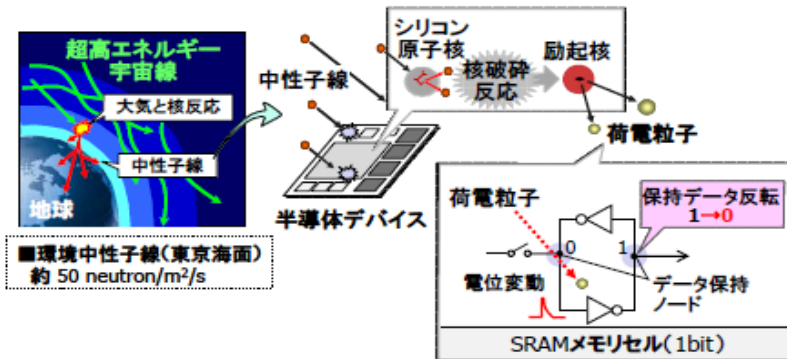 超高エネルギー
宇宙線
大気と核反応
中性子線
地球
■環境中性子線(東京海面)
約 50 neutron/m²/s
中性子線
半導体デバイス
シリコン
原子核
核破砕
反応
励起核
荷電粒子
荷電粒子
保持データ反転
1→0
0
1
電位変動
データ保持
ノード
SRAMメモリセル(1bit)